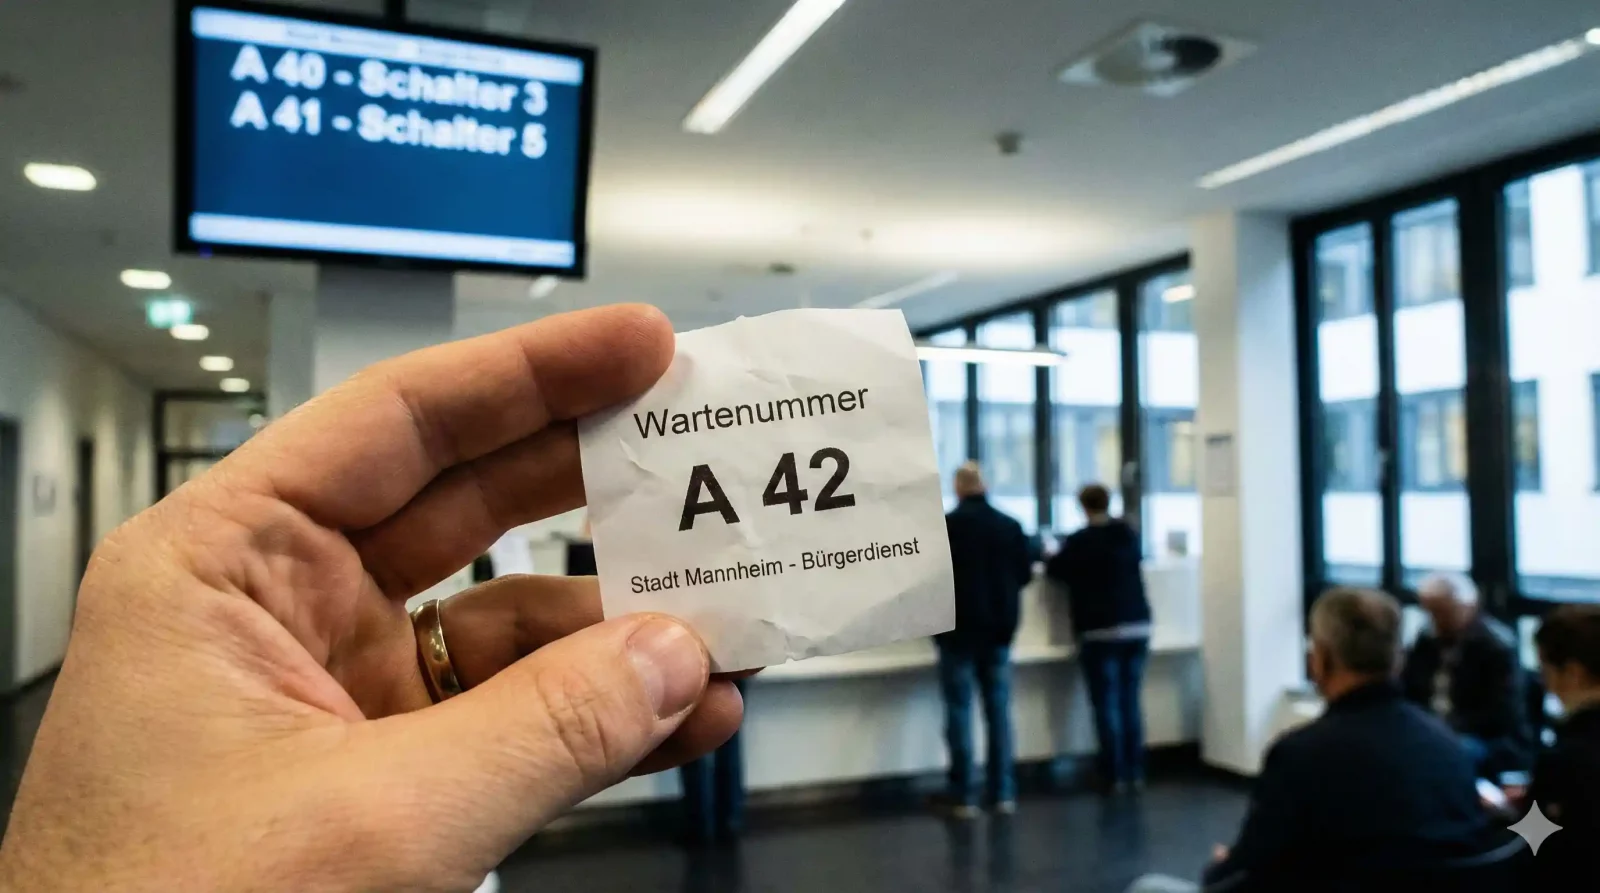 A 40 - Schalter 3
A 41 - Schalter 5
Wartenummer
A 42
Stadt Mannheim - Bürgerdienst